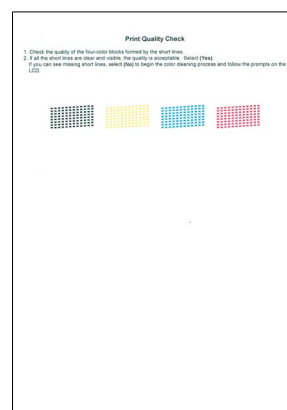 Print Quality Check
1. Check the quality of the four-color blocks formed by the short lines.
2. If all the short lines are clear and visible, the quality is acceptable. Select (Yes).
If you can see missing short lines, select (No) to begin the color cleaning process and follow the prompts on the
LCD.